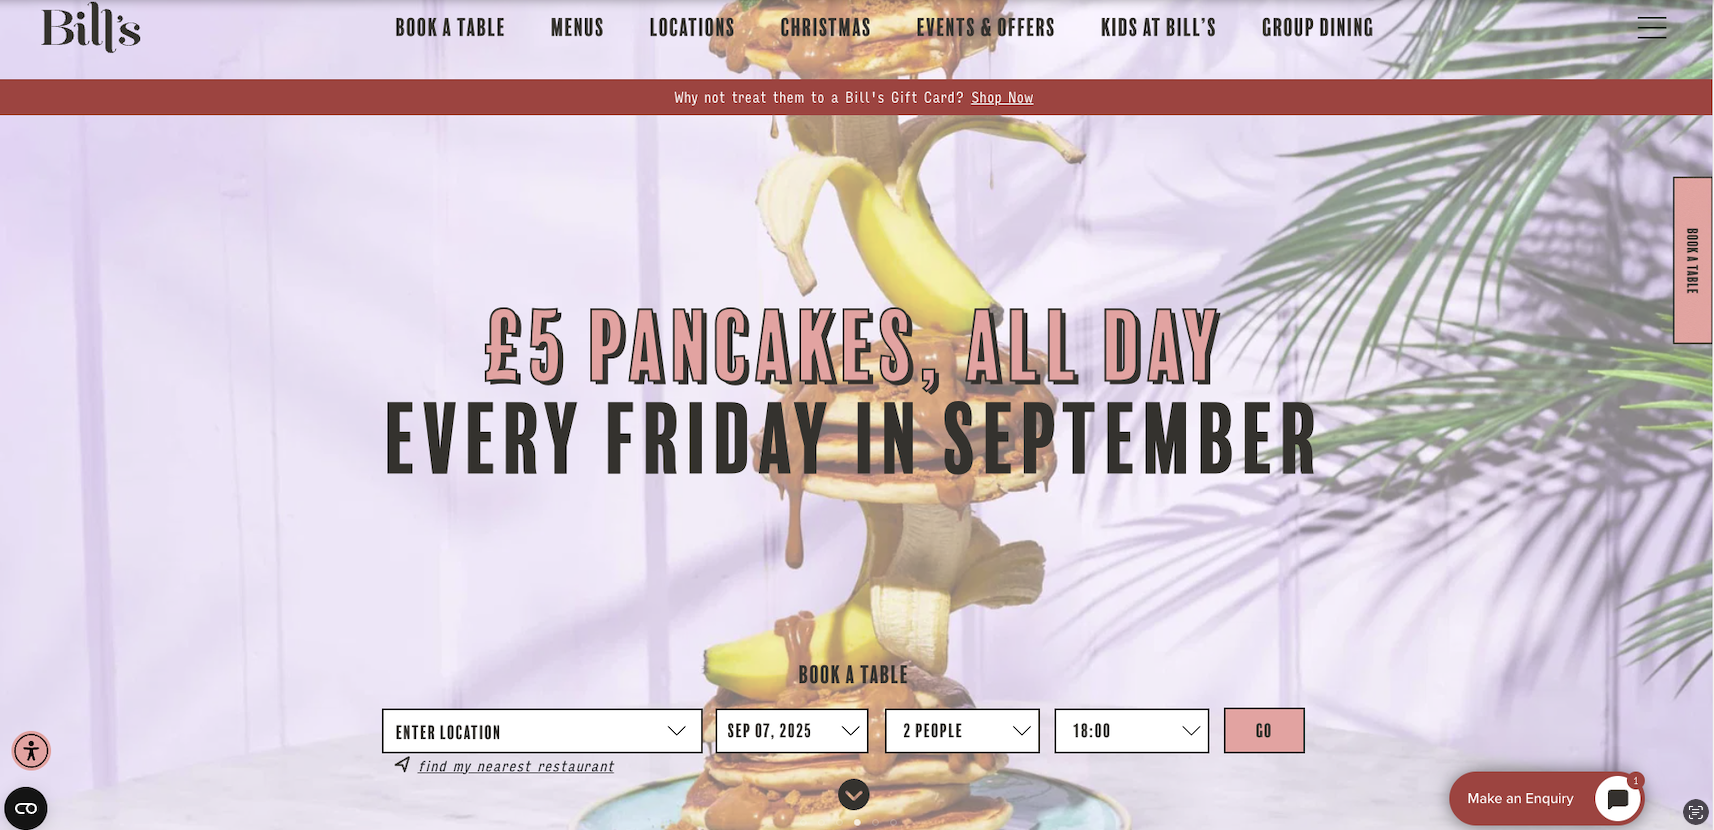 Bill's
BOOK A TABLE
MENUS
LOCATIONS
CHRISTMAS
EVENTS & OFFERS
KIDS AT BILL'S
GROUP DINING
Why not treat them to a Bill's Gift Card? Shop Now
BOOK A TABLE
£5 PANCAKES, ALL DAY
EVERY FRIDAY IN SEPTEMBER
BOOK A TABLE
ENTER LOCATION
SEP 07, 2025
2 PEOPLE
18:00
GO
find my nearest restaurant
Make an Enquiry
1